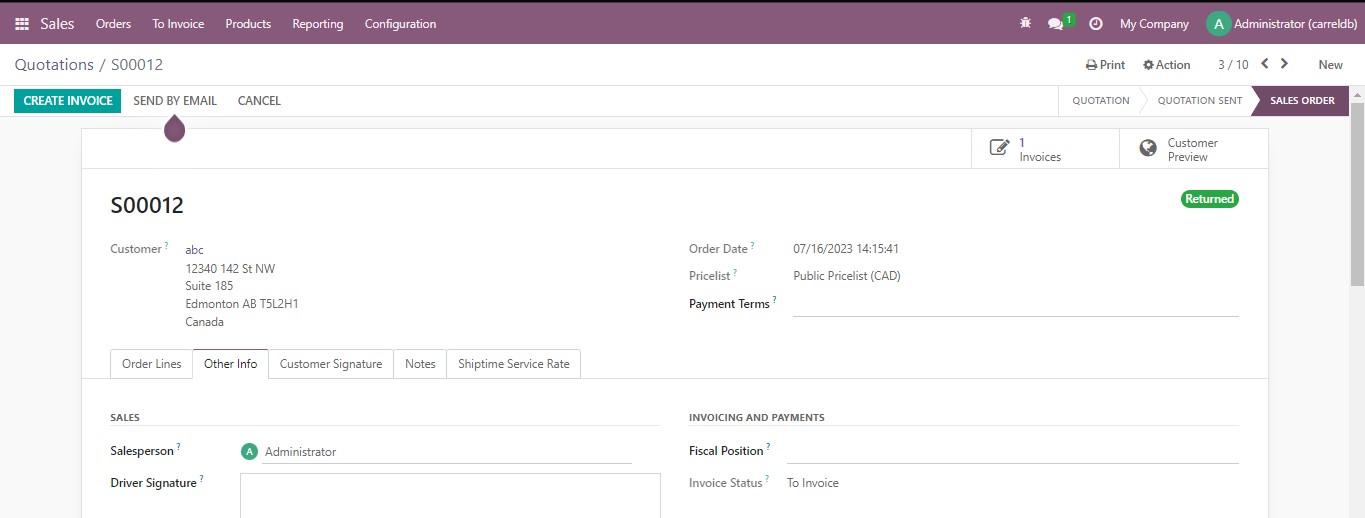 Sales Orders To Invoice Products Reporting Configuration 1 My Company A Administrator (carreldb)
Quotations / S00012 Print Action 3 / 10 New
CREATE INVOICE SEND BY EMAIL CANCEL QUOTATION QUOTATION SENT SALES ORDER
1
Invoices
Customer
Preview
S00012 Returned
Customer ? abc
12340 142 St NW
Suite 185
Edmonton AB T5L2H1
Canada
Order Date ? 07/16/2023 14:15:41
Pricelist ? Public Pricelist (CAD)
Payment Terms ?
Order Lines Other Info Customer Signature Notes Shiptime Service Rate
SALES
Salesperson ? A Administrator
Driver Signature ?
INVOICING AND PAYMENTS
Fiscal Position ?
Invoice Status ? To Invoice